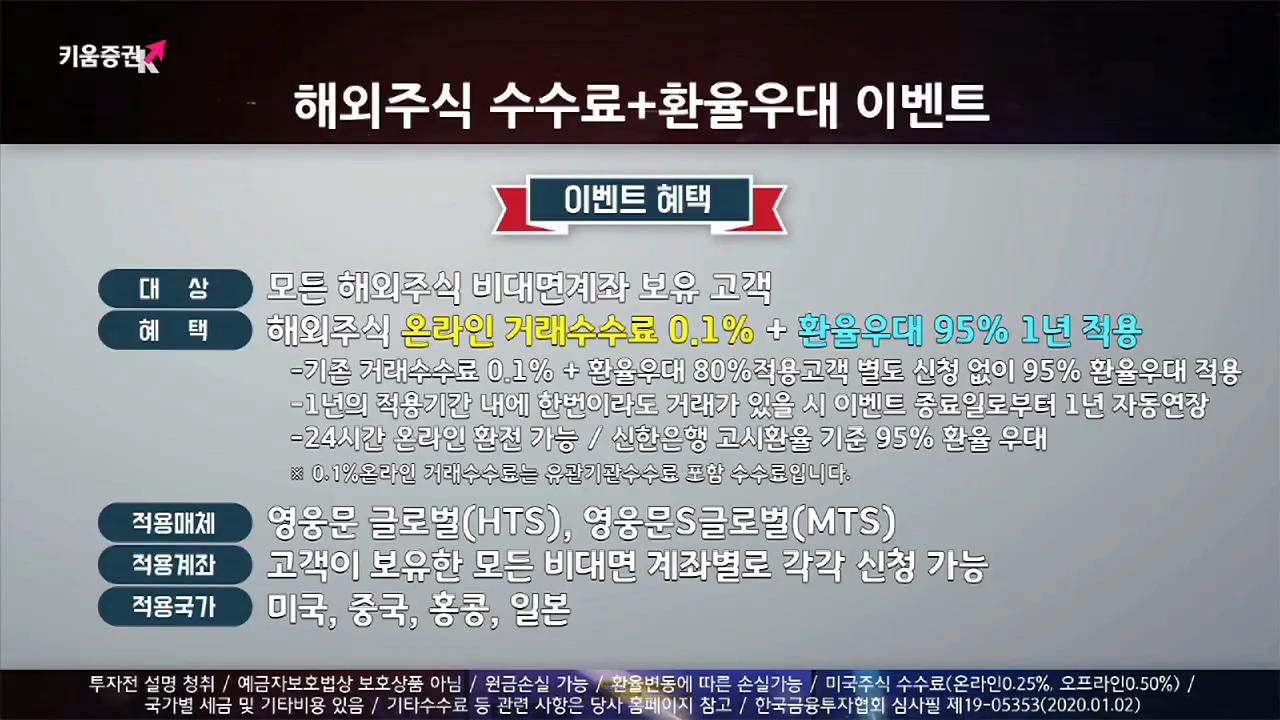 키움증권
해외주식 수수료+환율우대 이벤트
이벤트 혜택
대 상 모든 해외주식 비대면계좌 보유 고객
혜 택 해외주식 온라인 거래수수료 0.1% + 환율우대 95% 1년 적용
-기존 거래수수료 0.1% + 환율우대 80%적용고객 별도 신청 없이 95% 환율우대 적용
-1년의 적용기간 내에 한번이라도 거래가 있을 시 이벤트 종료일로부터 1년 자동연장
-24시간 온라인 환전 가능 / 신한은행 고시환율 기준 95% 환율 우대
※ 0.1%온라인 거래수수료는 유관기관수수료 포함 수수료입니다.
적용매체 영웅문 글로벌(HTS), 영웅문S글로벌(MTS)
적용계좌 고객이 보유한 모든 비대면 계좌별로 각각 신청 가능
적용국가 미국, 중국, 홍콩, 일본
투자전 설명 청취 / 예금자보호법상 보호상품 아님 / 원금손실 가능 / 환율변동에 따른 손실가능 / 미국주식 수수료(온라인0.25%, 오프라인0.50%) /
국가별 세금 및 기타비용 있음 / 기타수수료 등 관련 사항은 당사 홈페이지 참고 / 한국금융투자협회 심사필 제19-05353(2020.01.02)